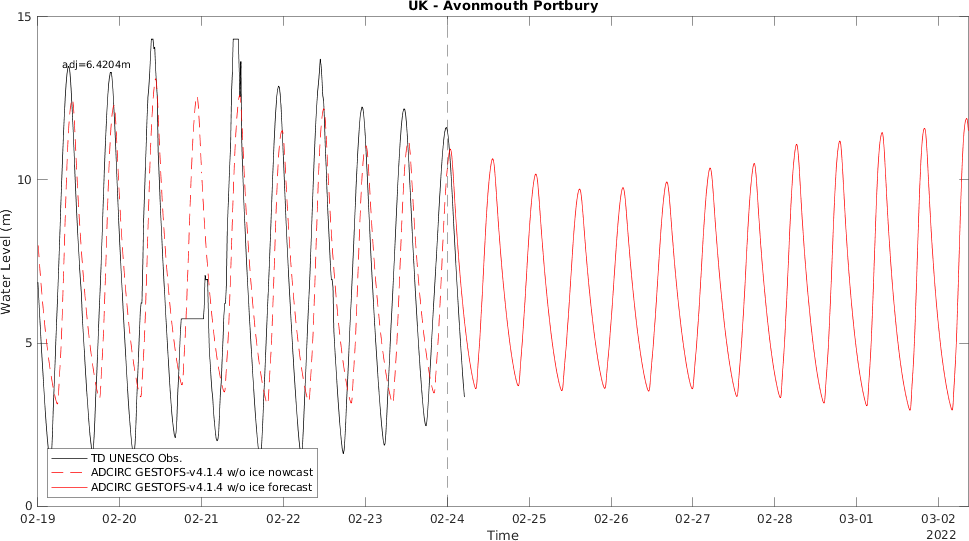 UK - Avonmouth Portbury
15
adj=6.4204m
10
Water Level (m)
5
TD UNESCO Obs.
ADCIRC GESTOFS-v4.1.4 w/o ice nowcast
ADCIRC GESTOFS-v4.1.4 w/o ice forecast
0
02-19 02-20 02-21 02-22 02-23 02-24 02-25 02-26 02-27 02-28 03-01 03-02
Time
2022